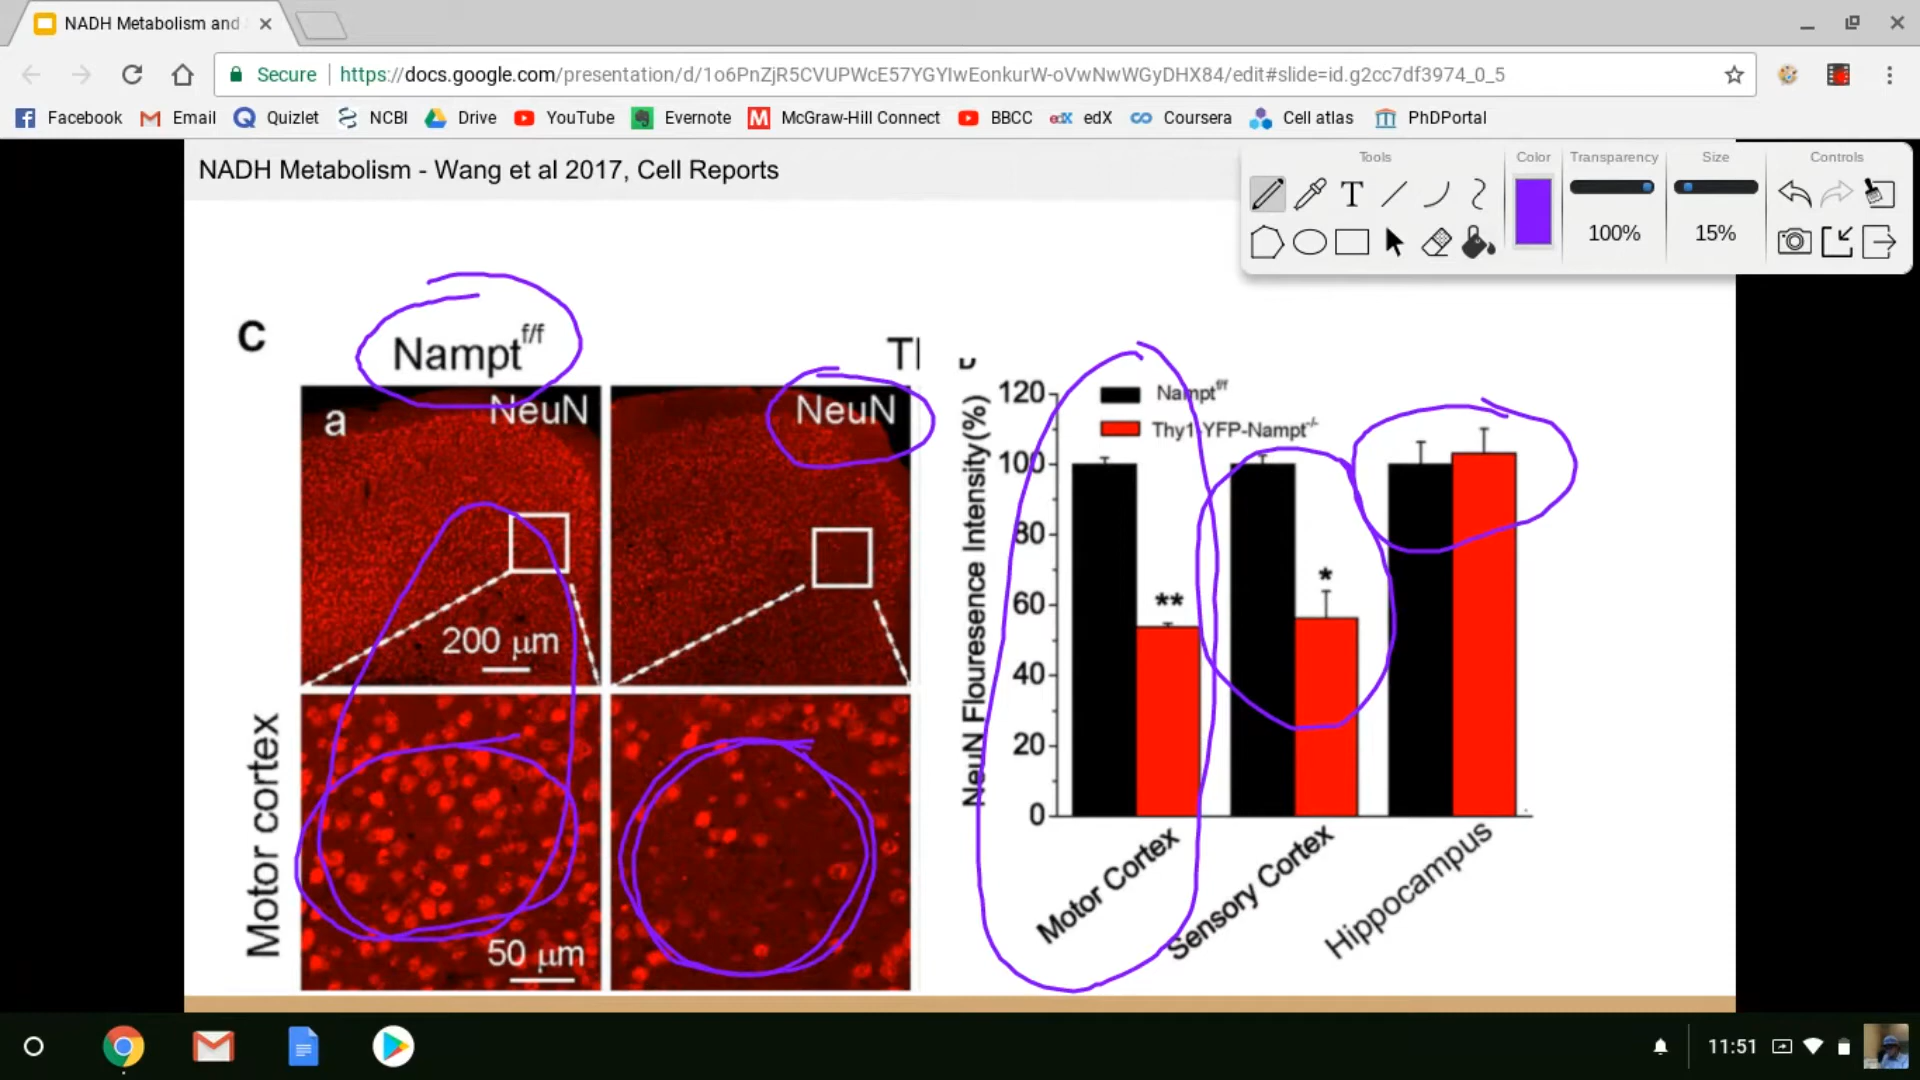 NADH Metabolism and
Secure https://docs.google.com/presentation/d/1o6PnZjR5CVUPWcE57YGYIwEonkurW-oVwNwWGyDHX84/edit#slide=id.g2cc7df3974_0_5
Facebook Email Quizlet NCBI Drive YouTube Evernote McGraw-Hill Connect BBCC edX Coursera Cell atlas PhDPortal
NADH Metabolism - Wang et al 2017, Cell Reports
Tools Color Transparency Size Controls
100% 15%
C
Nampt f/f
a
NeuN
NeuN
200 μm
50 μm
Motor cortex
Nampt f/f
Thy1-YFP-Nampt-/-
NeuN Flouresence Intensity(%)
120
100
80
60
40
20
0
**
*
Motor Cortex
Sensory Cortex
Hippocampus
11:51